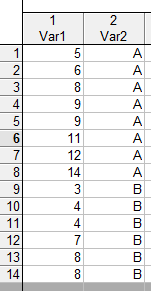 1 2
Var1 Var2
1 5 A
2 6 A
3 8 A
4 9 A
5 9 A
6 11 A
7 12 A
8 14 A
9 3 B
10 4 B
11 4 B
12 7 B
13 8 B
14 8 B